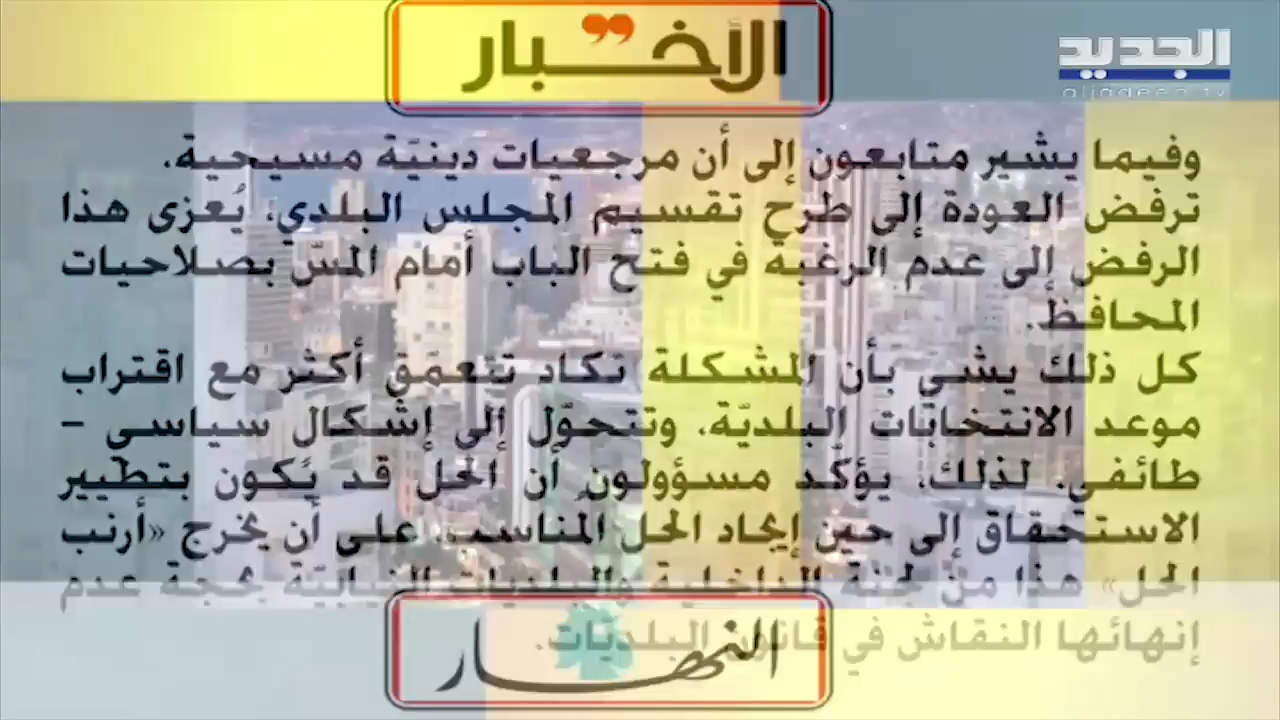 الأخبار
الجديد
aljadeed.tv
وفيما يشير متابعون إلى أن مرجعيات دينيّة مسيحية،
ترفض العودة إلى طرح تقسيم المجلس البلدي، يُعزى هذا
الرفض إلى عدم الرغبة في فتح الباب أمام المسّ بصلاحيات
المحافظ.
كل ذلك يشي بأن المشكلة تكاد تتعمّق أكثر مع اقتراب
موعد الانتخابات البلديّة، وتتحوّل إلى إشكال سياسي –
طائفي. لذلك، يؤكّد مسؤولون أن الحل قد يكون بتطيير
الاستحقاق إلى حين إيجاد الحل المناسب، على أن يخرج «أرنب
الحل» هذا من لجنة الداخلية والبلديات النيابيّة بحجة عدم
إنهائها النقاش في قانون البلديّات.
النهار